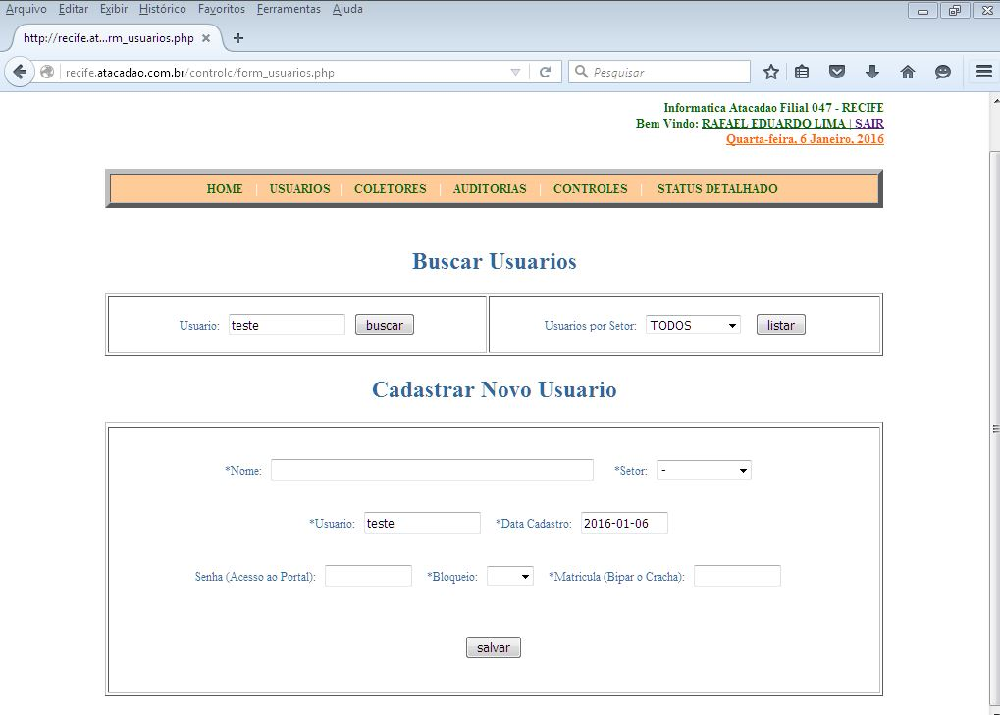 Arquivo Editar Exibir Histórico Favoritos Ferramentas Ajuda
http://recife.at...rm_usuarios.php
recife.atacadao.com.br/controlc/form_usuarios.php Pesquisar
Informatica Atacadao Filial 047 - RECIFE
Bem Vindo: RAFAEL EDUARDO LIMA | SAIR
Quarta-feira, 6 Janeiro, 2016
HOME | USUARIOS | COLETORES | AUDITORIAS | CONTROLES | STATUS DETALHADO
Buscar Usuarios
Usuario: teste buscar Usuarios por Setor: TODOS listar
Cadastrar Novo Usuario
*Nome: *Setor: -
*Usuario: teste *Data Cadastro: 2016-01-06
Senha (Acesso ao Portal): *Bloqueio: *Matricula (Bipar o Cracha):
salvar